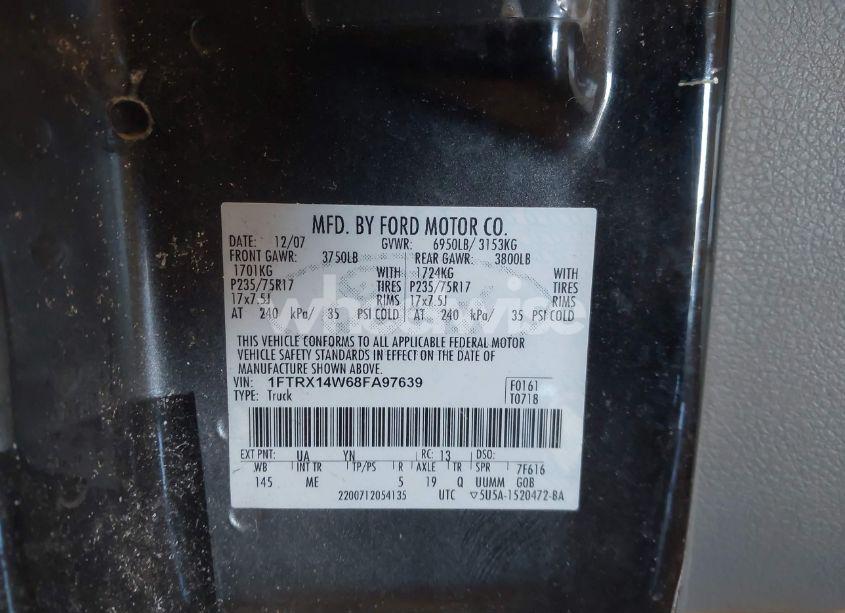 MFD. BY FORD MOTOR CO.
DATE: 12/07 GVWR: 6950LB/ 3153KG
FRONT GAWR: 3750LB REAR GAWR: 3800LB
1701KG WITH 1724KG WITH
P235/75R17 TIRES P235/75R17 TIRES
17x7.5J RIMS 17x7.5J RIMS
AT 240 kPa/ 35 PSI COLD AT 240 kPa/ 35 PSI COLD
wheelwise
THIS VEHICLE CONFORMS TO ALL APPLICABLE FEDERAL MOTOR
VEHICLE SAFETY STANDARDS IN EFFECT ON THE DATE OF
MANUFACTURE SHOWN ABOVE.
VIN: 1FTRX14W68FA97639 F0161
TYPE: Truck T0718
EXT PNT: UA YN RC: 13 DSO:
WB INT TR TP/PS R AXLE TR SPR 7F616
145 ME 5 19 Q UUMM GOB
2200712054135 UTC ▽5U5A-1520472-BA